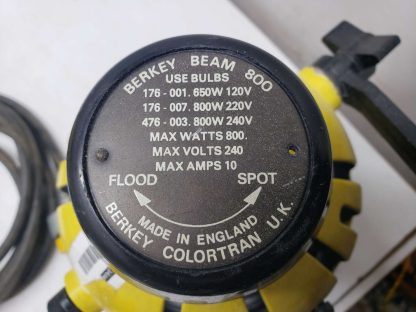 BERKEY BEAM 800
USE BULBS
176-001. 650W 120V
176-007. 800W 220V
476-003. 800W 240V
MAX WATTS 800.
MAX VOLTS 240
MAX AMPS 10
FLOOD SPOT
MADE IN ENGLAND
BERKEY COLORTRAN U.K.